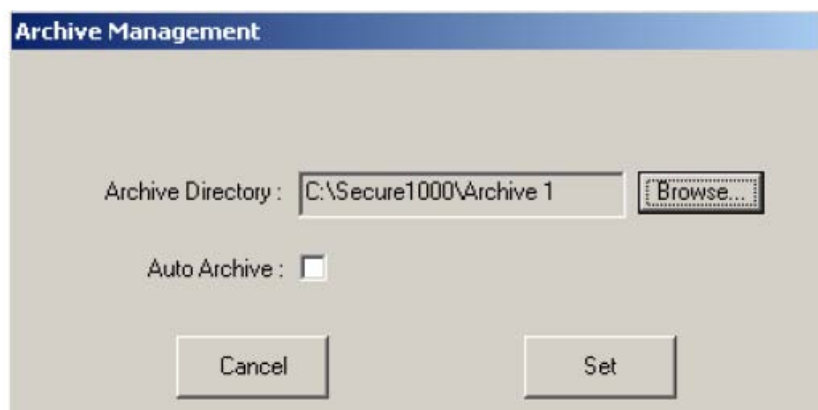 Archive Management
Archive Directory : C:\Secure1000\Archive 1 Browse...
Auto Archive :
Cancel Set